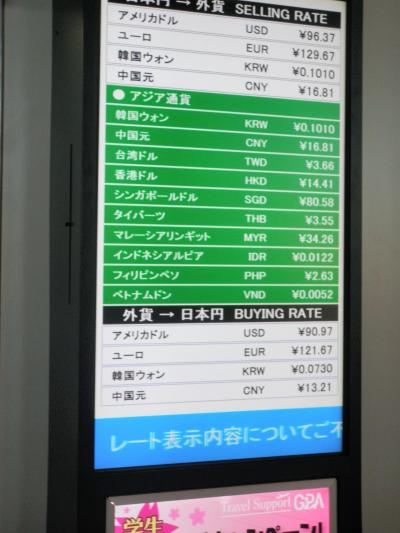 日本円 → 外貨 SELLING RATE
アメリカドル USD ¥96.37
ユーロ EUR ¥129.67
韓国ウォン KRW ¥0.1010
中国元 CNY ¥16.81
● アジア通貨
韓国ウォン KRW ¥0.1010
中国元 CNY ¥16.81
台湾ドル TWD ¥3.66
香港ドル HKD ¥14.41
シンガポールドル SGD ¥80.58
タイバーツ THB ¥3.55
マレーシアリンギット MYR ¥34.26
インドネシアルピア IDR ¥0.0122
フィリピンペソ PHP ¥2.63
ベトナムドン VND ¥0.0052
外貨 → 日本円 BUYING RATE
アメリカドル USD ¥90.97
ユーロ EUR ¥121.67
韓国ウォン KRW ¥0.0730
中国元 CNY ¥13.21
レート表示内容についてご不
Travel Support GPA
学生